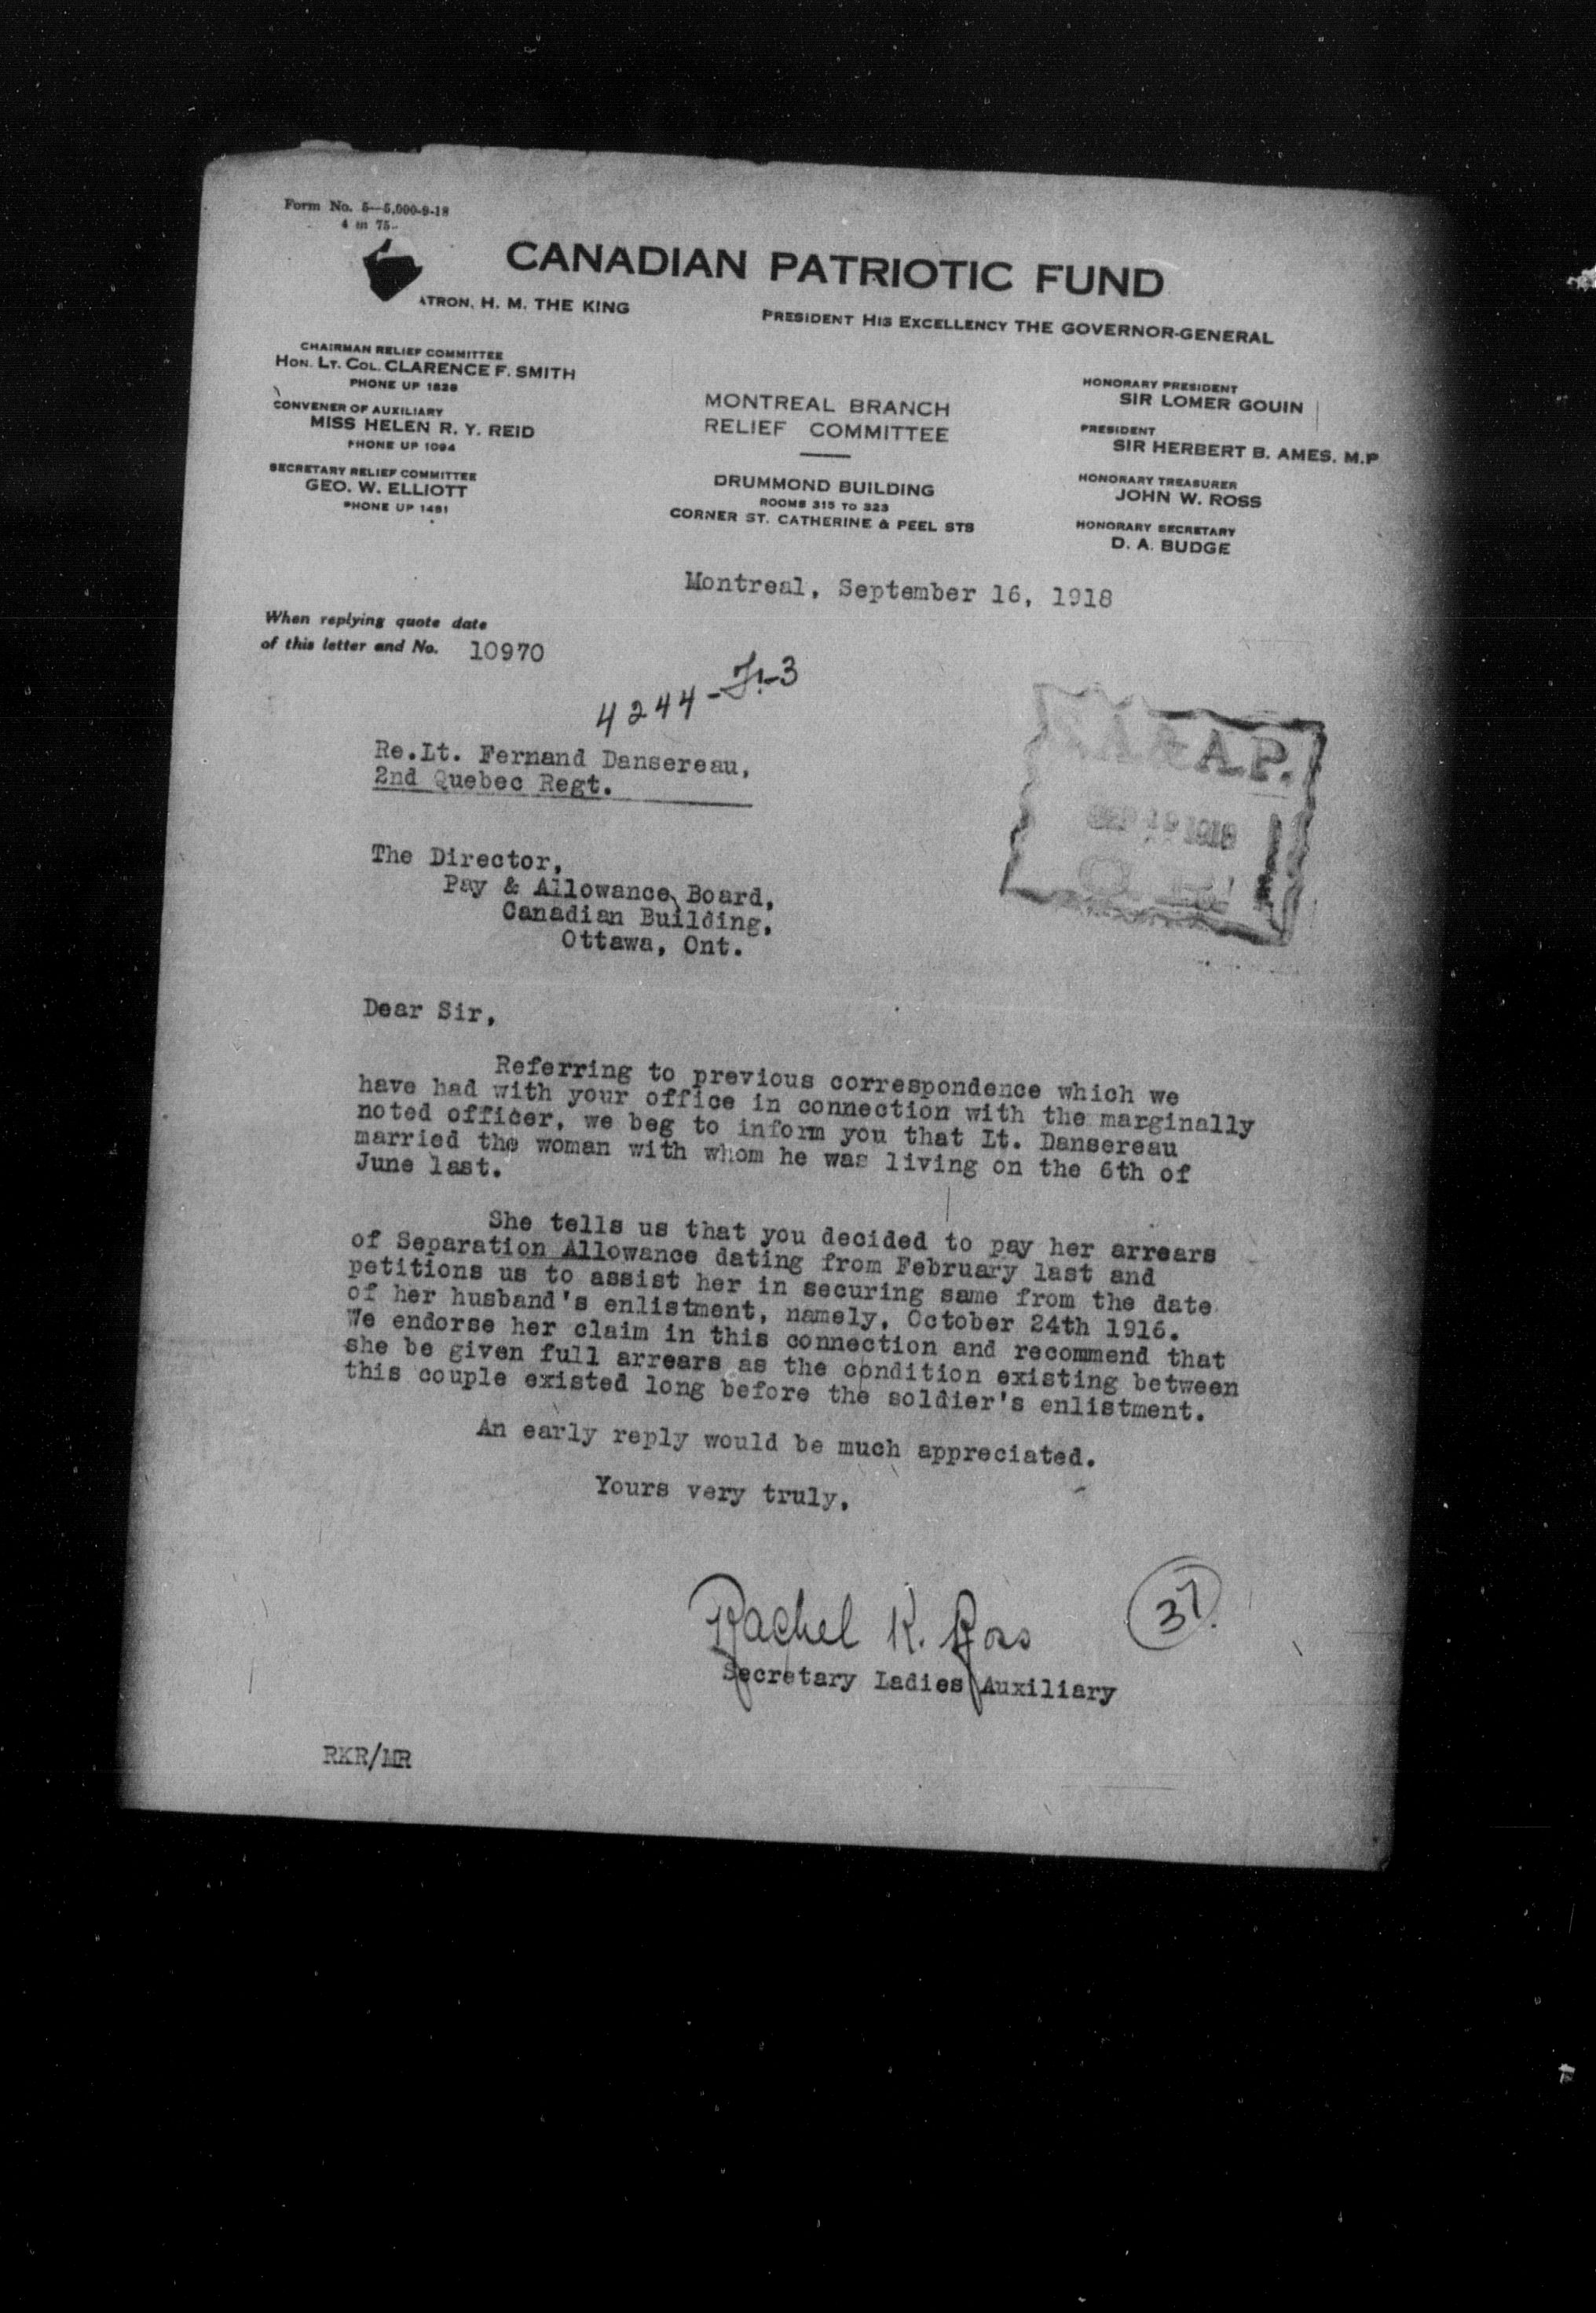 Form No. 5—5,000-9-18
4 m 75-
CANADIAN PATRIOTIC FUND
ATRON, H. M. THE KING
PRESIDENT HIS EXCELLENCY THE GOVERNOR-GENERAL
CHAIRMAN RELIEF COMMITTEE
HON. LT. COL. CLARENCE F. SMITH
PHONE UP 1828
CONVENER OF AUXILIARY
MISS HELEN R. Y. REID
PHONE UP 1094
SECRETARY RELIEF COMMITTEE
GEO. W. ELLIOTT
PHONE UP 1451
MONTREAL BRANCH
RELIEF COMMITTEE
DRUMMOND BUILDING
ROOMS 315 TO 323
CORNER ST. CATHERINE & PEEL STS
HONORARY PRESIDENT
SIR LOMER GOUIN
PRESIDENT
SIR HERBERT B. AMES, M.P
HONORARY TREASURER
JOHN W. ROSS
HONORARY SECRETARY
D. A. BUDGE
Montreal, September 16, 1918
When replying quote date
of this letter and No. 10970
4244-F-3
Re.Lt. Fernand Dansereau,
2nd Quebec Regt.
A & A.P.
SEP 19 1918
The Director,
Pay & Allowance Board,
Canadian Building,
Ottawa, Ont.
Dear Sir,
Referring to previous correspondence which we
have had with your office in connection with the marginally
noted officer, we beg to inform you that Lt. Dansereau
married the woman with whom he was living on the 6th of
June last.
She tells us that you decided to pay her arrears
of Separation Allowance dating from February last and
petitions us to assist her in securing same from the date
of her husband's enlistment, namely, October 24th 1916.
We endorse her claim in this connection and recommend that
she be given full arrears as the condition existing between
this couple existed long before the soldier's enlistment.
An early reply would be much appreciated.
Yours very truly,
Rachel K. Ross
37
Secretary Ladies Auxiliary
RKR/MR